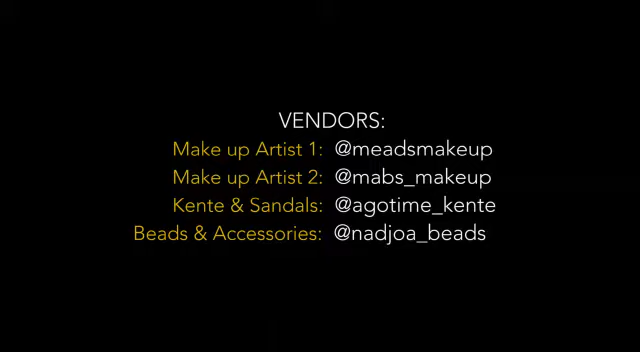 VENDORS:
Make up Artist 1: @meadsmakeup
Make up Artist 2: @mabs_makeup
Kente & Sandals: @agotime_kente
Beads & Accessories: @nadjoa_beads